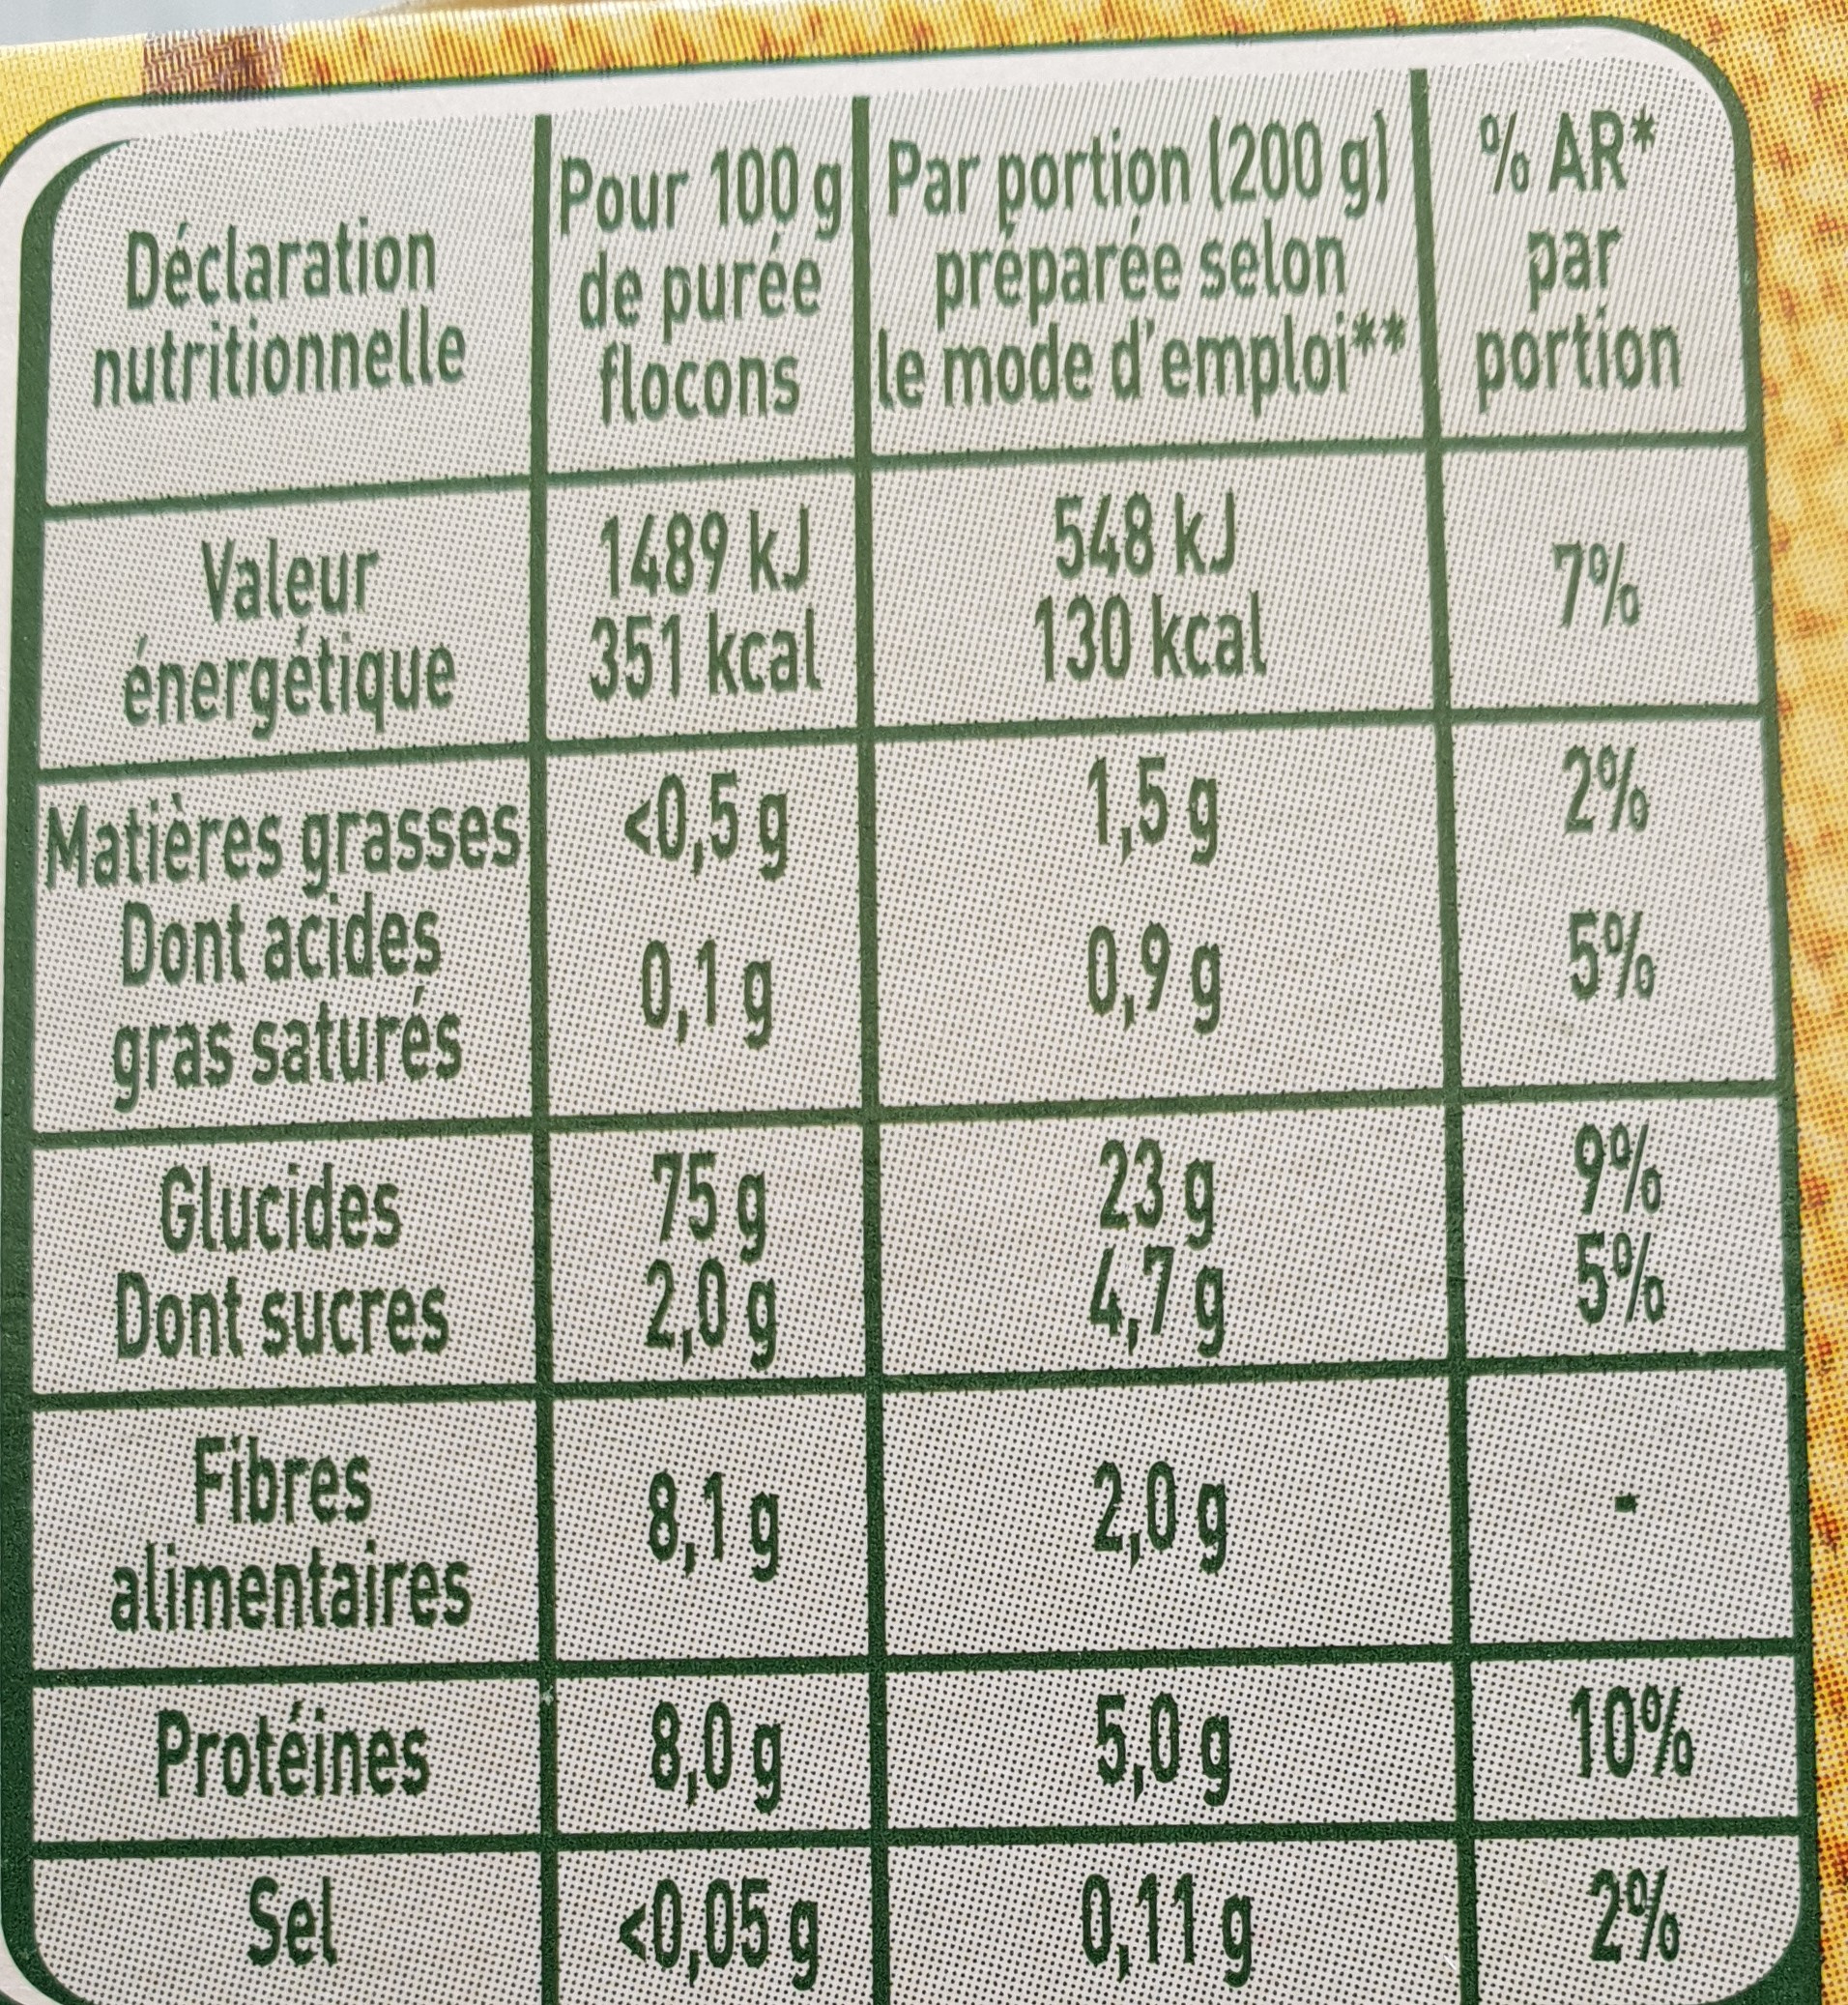 Déclaration
nutritionnelle
Pour 100 g
de purée
flocons
Par portion (200 g)
préparée selon
le mode d'emploi**
% AR*
par
portion
Valeur
énergétique
1489 kJ
351 kcal
548 kJ
130 kcal
7%
Matières grasses
Dont acides
gras saturés
<0,5 g
0,1 g
1,5 g
0,9 g
2%
5%
Glucides
Dont sucres
75 g
2,0 g
23 g
4,7 g
9%
5%
Fibres
alimentaires
8,1 g
2,0 g
-
Protéines
8,0 g
5,0 g
10%
Sel
<0,05 g
0,11 g
2%